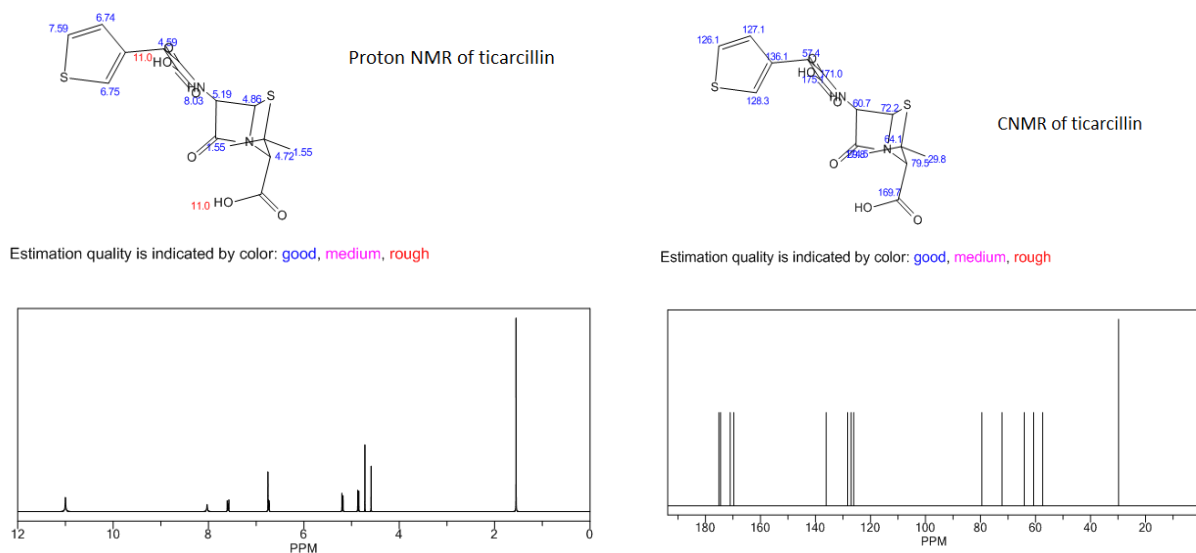 Proton NMR of ticarcillin
7.59
6.74
4.59
O
11.0
HO
S
6.75
O
HN
8.03
5.19
4.86
S
N
O
1.55
4.72
1.55
11.0
HO
O
Estimation quality is indicated by color: good, medium, rough
12
10
8
6
4
2
0
PPM
CNMR of ticarcillin
126.1
127.1
136.1
57.4
O
HO
171.0
S
128.3
O
HN
60.7
72.2
S
N
64.1
O
29.8
79.5
169.7
HO
O
Estimation quality is indicated by color: good, medium, rough
180
160
140
120
100
80
60
40
20
0
PPM